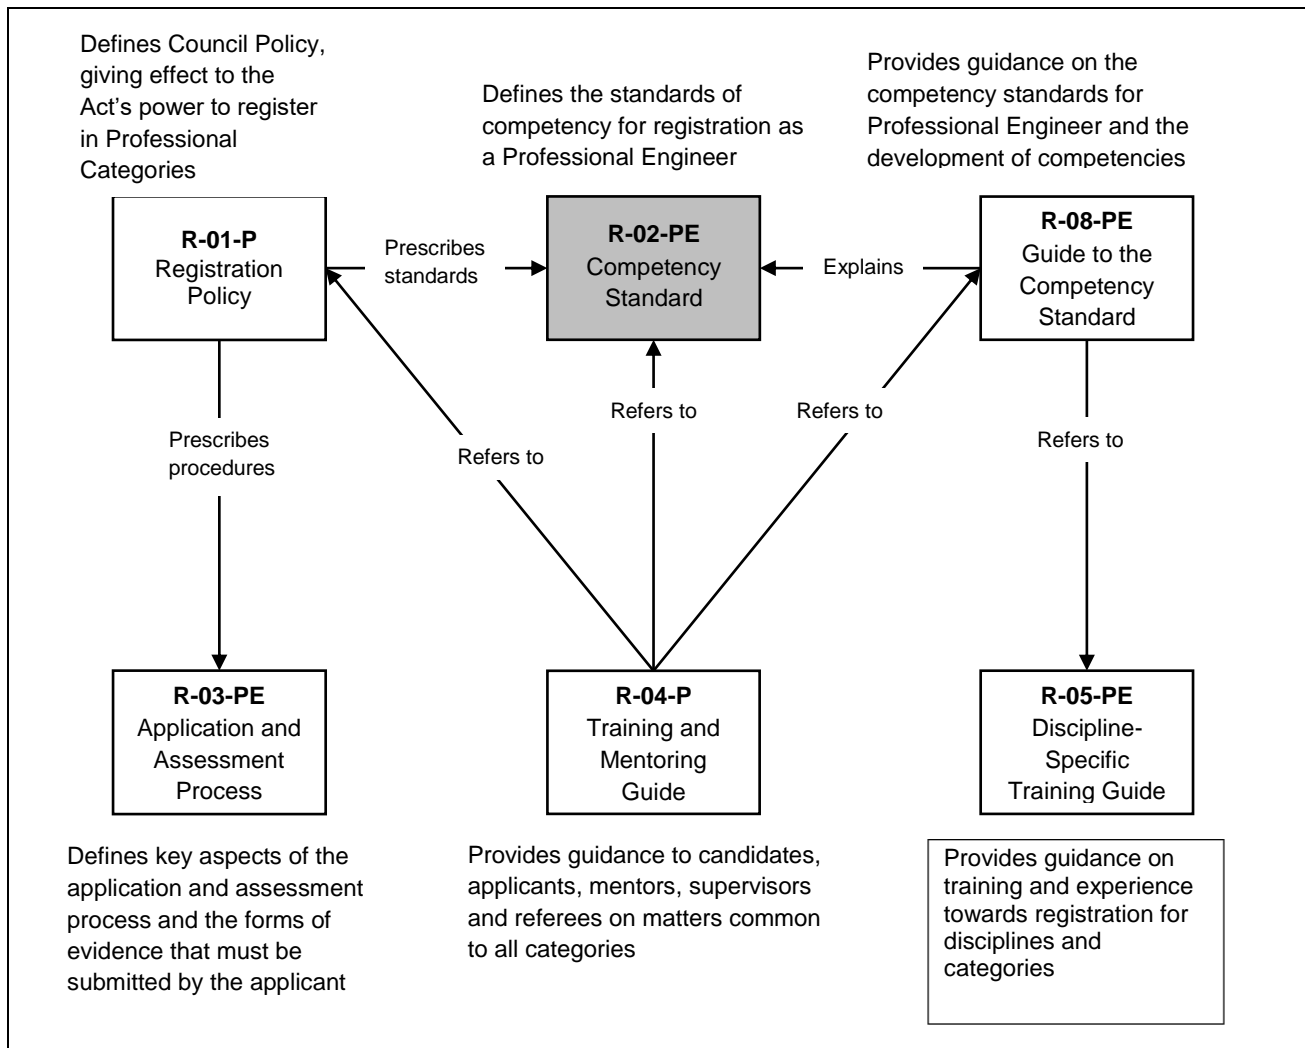 Defines Council Policy,
giving effect to the
Act's power to register
in Professional
Categories
Defines the standards of
competency for registration as
a Professional Engineer
Provides guidance on the
competency standards for
Professional Engineer and the
development of competencies
R-01-P
Registration
Policy
Prescribes
standards
R-02-PE
Competency
Standard
Explains
R-08-PE
Guide to the
Competency
Standard
Prescribes
procedures
Refers to
Refers to
Refers to
Refers to
R-03-PE
Application and
Assessment
Process
R-04-P
Training and
Mentoring
Guide
R-05-PE
Discipline-
Specific
Training Guide
Defines key aspects of the
application and assessment
process and the forms of
evidence that must be
submitted by the applicant
Provides guidance to candidates,
applicants, mentors, supervisors
and referees on matters common
to all categories
Provides guidance on
training and experience
towards registration for
disciplines and
categories